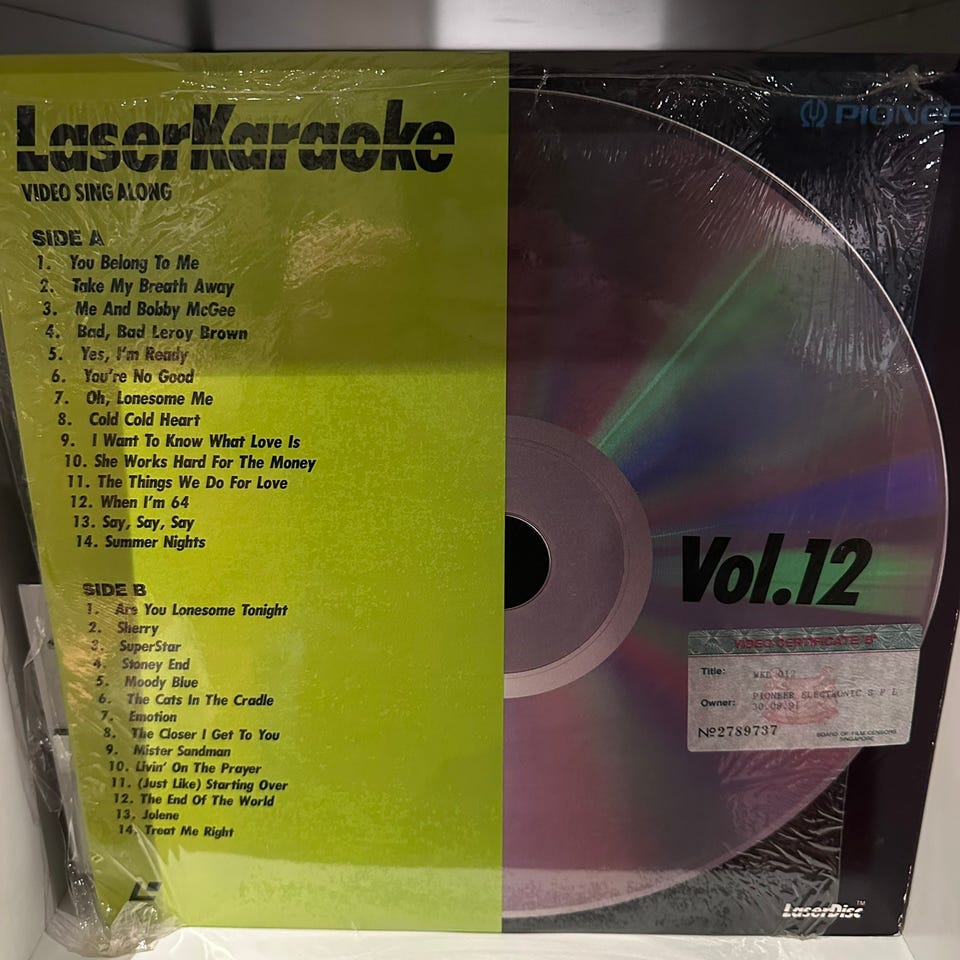 LaserKaraoke
VIDEO SING ALONG
SIDE A
1. You Belong To Me
2. Take My Breath Away
3. Me And Bobby McGee
4. Bad, Bad Leroy Brown
5. Yes, I'm Ready
6. You're No Good
7. Oh, Lonesome Me
8. Cold Cold Heart
9. I Want To Know What Love Is
10. She Works Hard For The Money
11. The Things We Do For Love
12. When I'm 64
13. Say, Say, Say
14. Summer Nights
SIDE B
1. Are You Lonesome Tonight
2. Sherry
3. SuperStar
4. Stoney End
5. Moody Blue
6. The Cats In The Cradle
7. Emotion
8. The Closer I Get To You
9. Mister Sandman
10. Livin' On The Prayer
11. (Just Like) Starting Over
12. The End Of The World
13. Jolene
14. Treat Me Right
PIONEE
Vol.12
VIDEO CERTIFICATE B
Title: WKL 012
Owner: PIONEER ELECTRONIC S P L
30.08.91
№2789737
BOARD OF FILM CENSORS
SINGAPORE
LaserDisc™